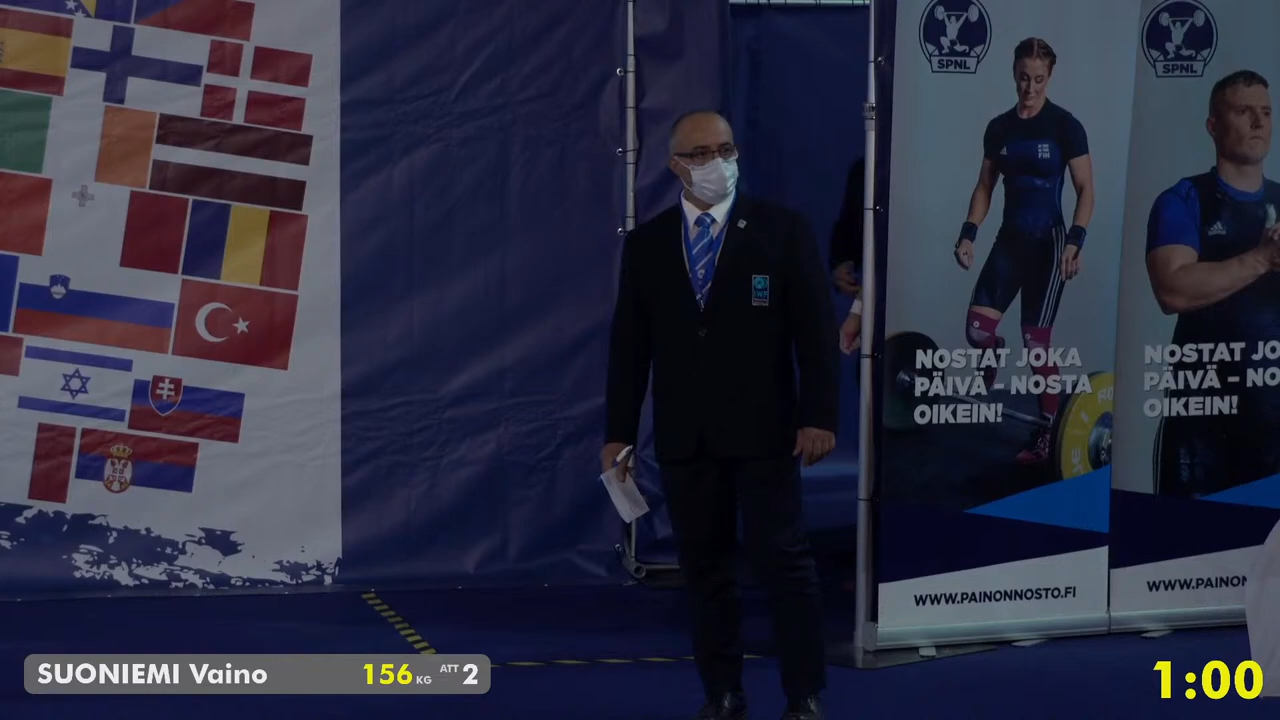 SPNL
SPNL
FIN
NOSTAT JOKA
PÄIVÄ – NOSTA
OIKEIN!
NOSTAT JO
PÄIVÄ – NO
OIKEIN!
WWW.PAINONNOSTO.FI
WWW.PAINON
SUONIEMI Vaino 156 KG ATT 2
1:00